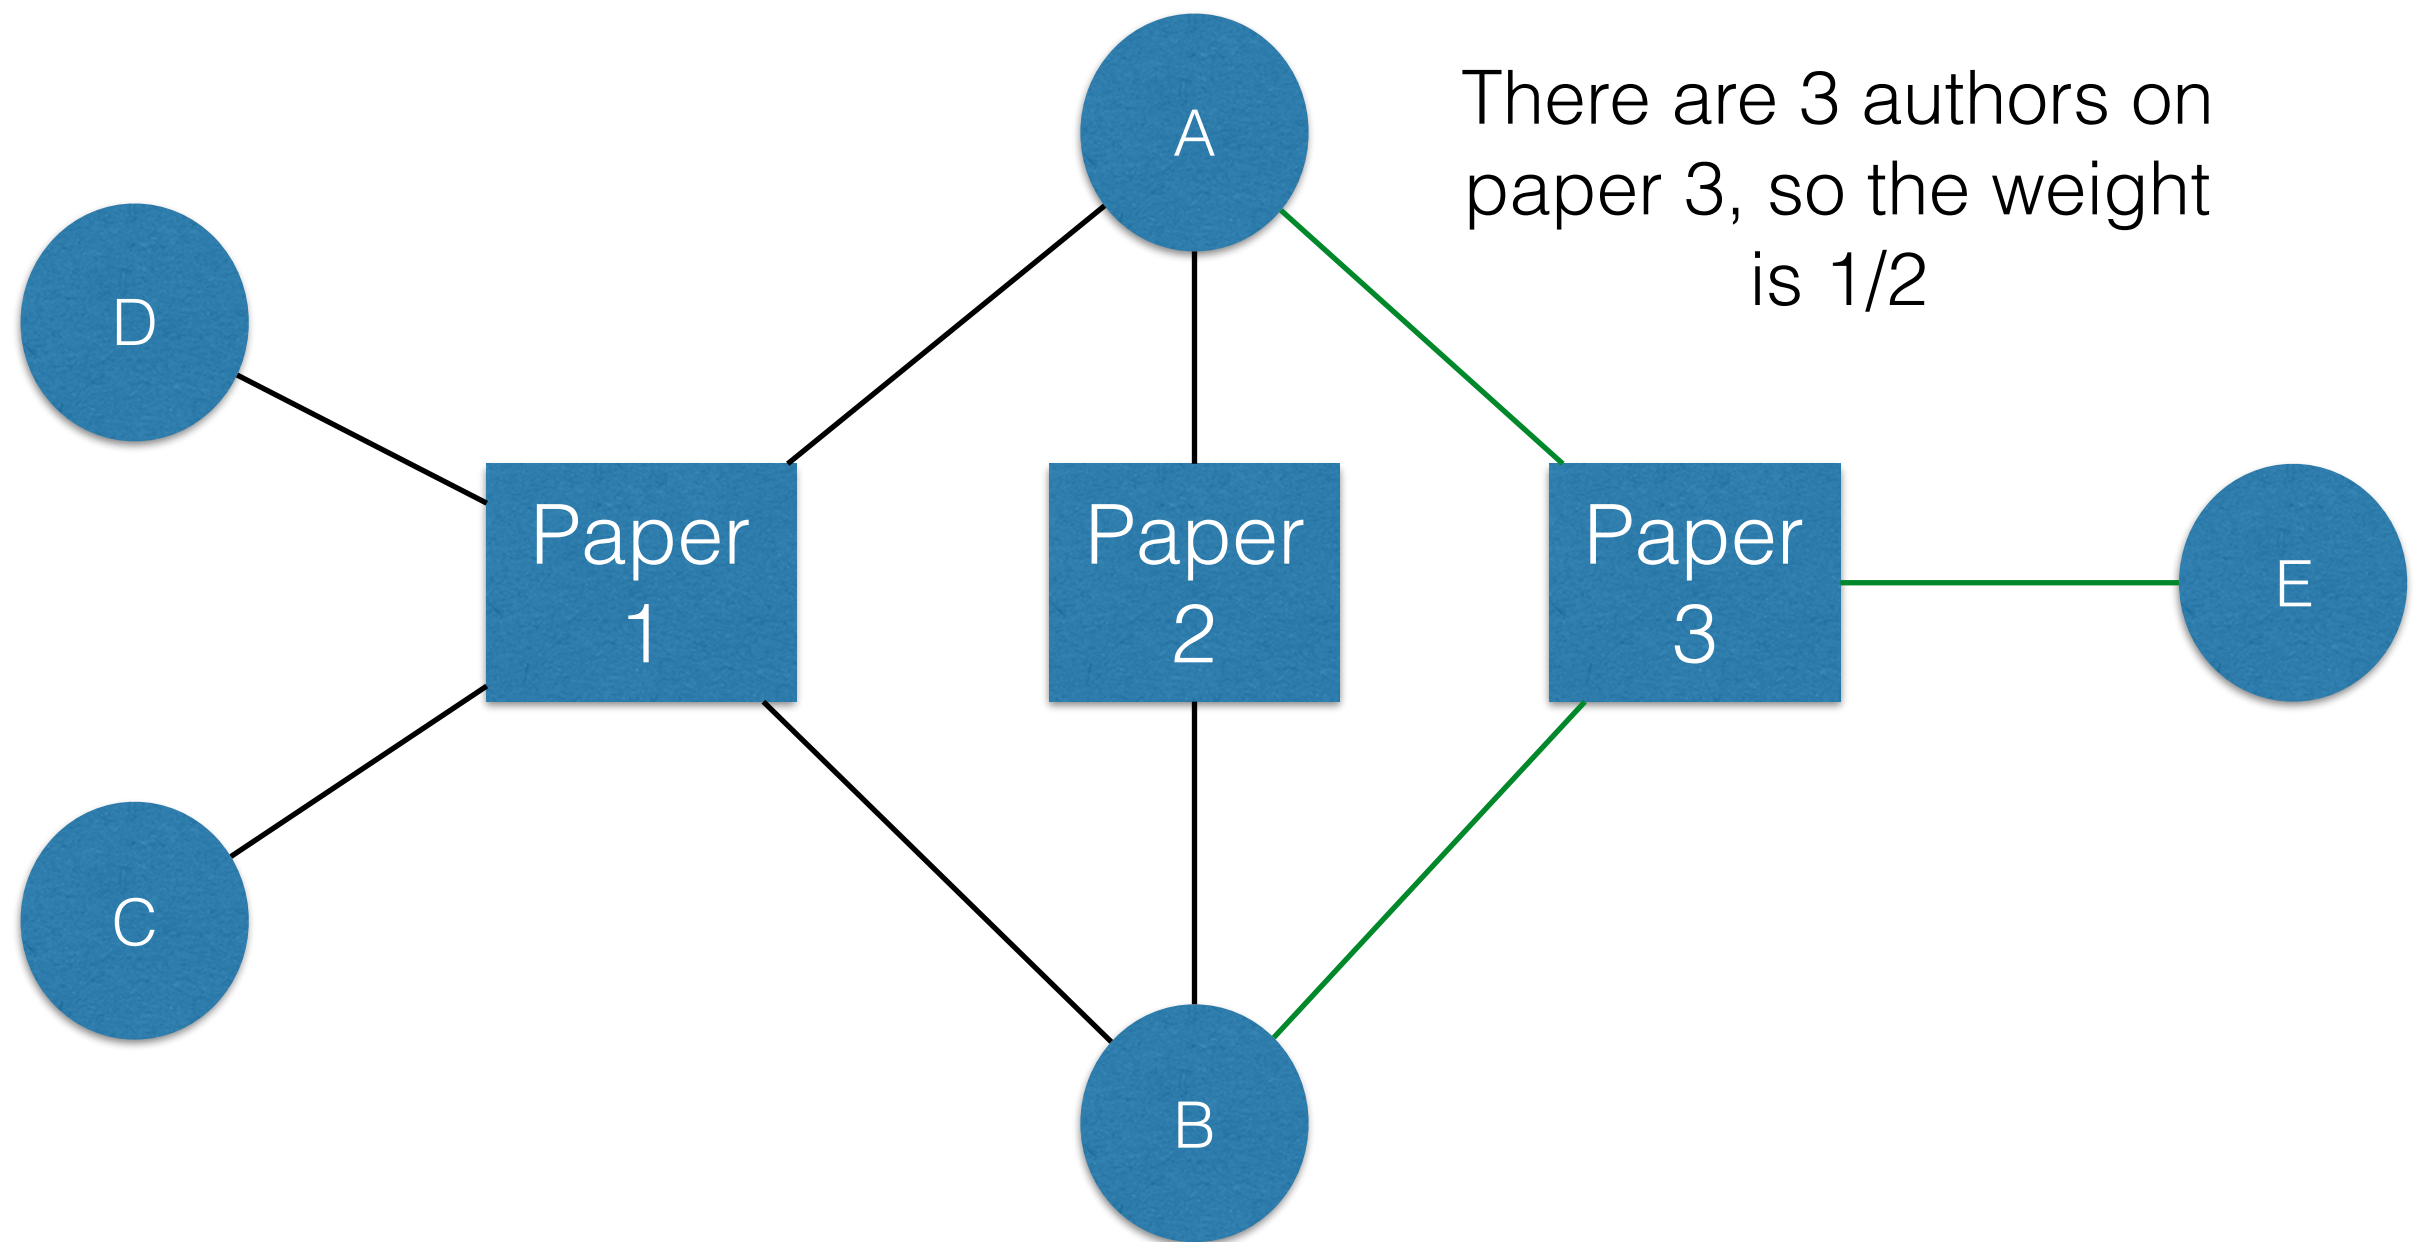 A
There are 3 authors on
paper 3, so the weight
is 1/2
D
Paper
1
Paper
2
Paper
3
E
C
B